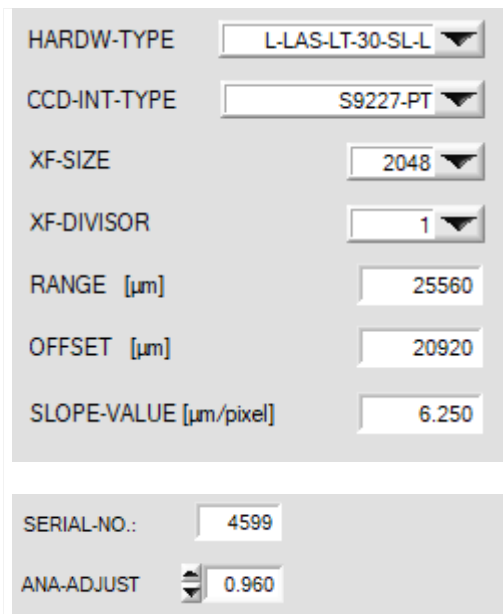 HARDW-TYPE L-LAS-LT-30-SL-L
CCD-INT-TYPE S9227-PT
XF-SIZE 2048
XF-DIVISOR 1
RANGE [µm] 25560
OFFSET [µm] 20920
SLOPE-VALUE [µm/pixel] 6.250
SERIAL-NO.: 4599
ANA-ADJUST 0.960